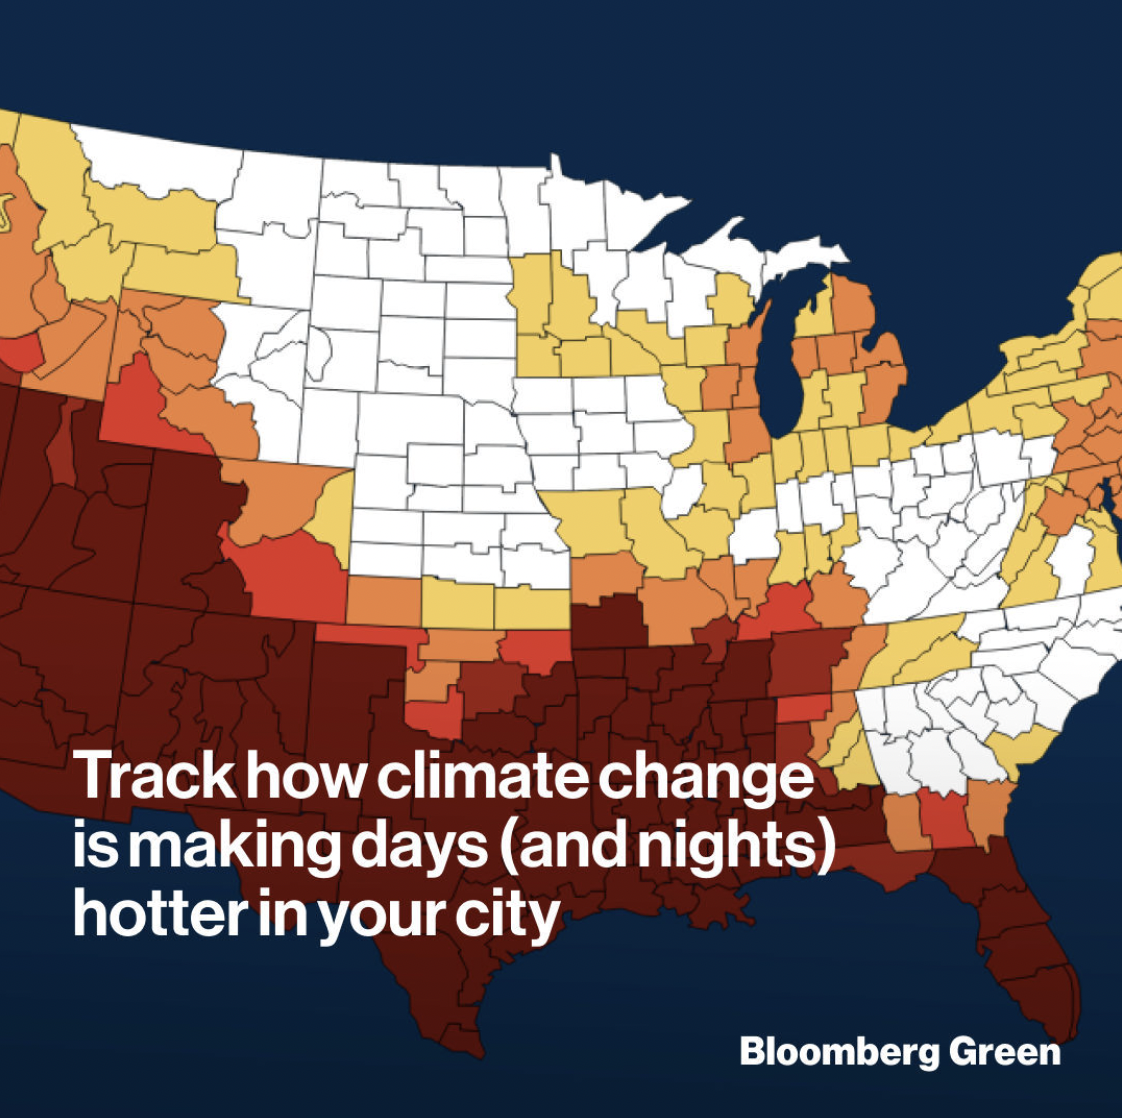 Track how climate change
is making days (and nights)
hotter in your city
Bloomberg Green